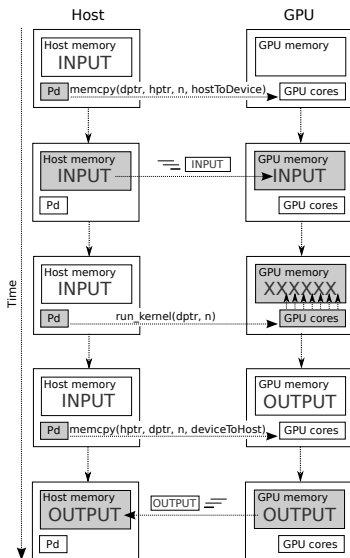 Host GPU
Host memory GPU memory
INPUT
Pd memcpy(dptr, hptr, n, hostToDevice) GPU cores
Host memory GPU memory
INPUT INPUT INPUT
Pd GPU cores
Host memory GPU memory
INPUT XXXXXX
Pd run_kernel(dptr, n) GPU cores
Host memory GPU memory
INPUT OUTPUT
Pd memcpy(hptr, dptr, n, deviceToHost) GPU cores
Host memory GPU memory
OUTPUT OUTPUT OUTPUT
Pd GPU cores
Time